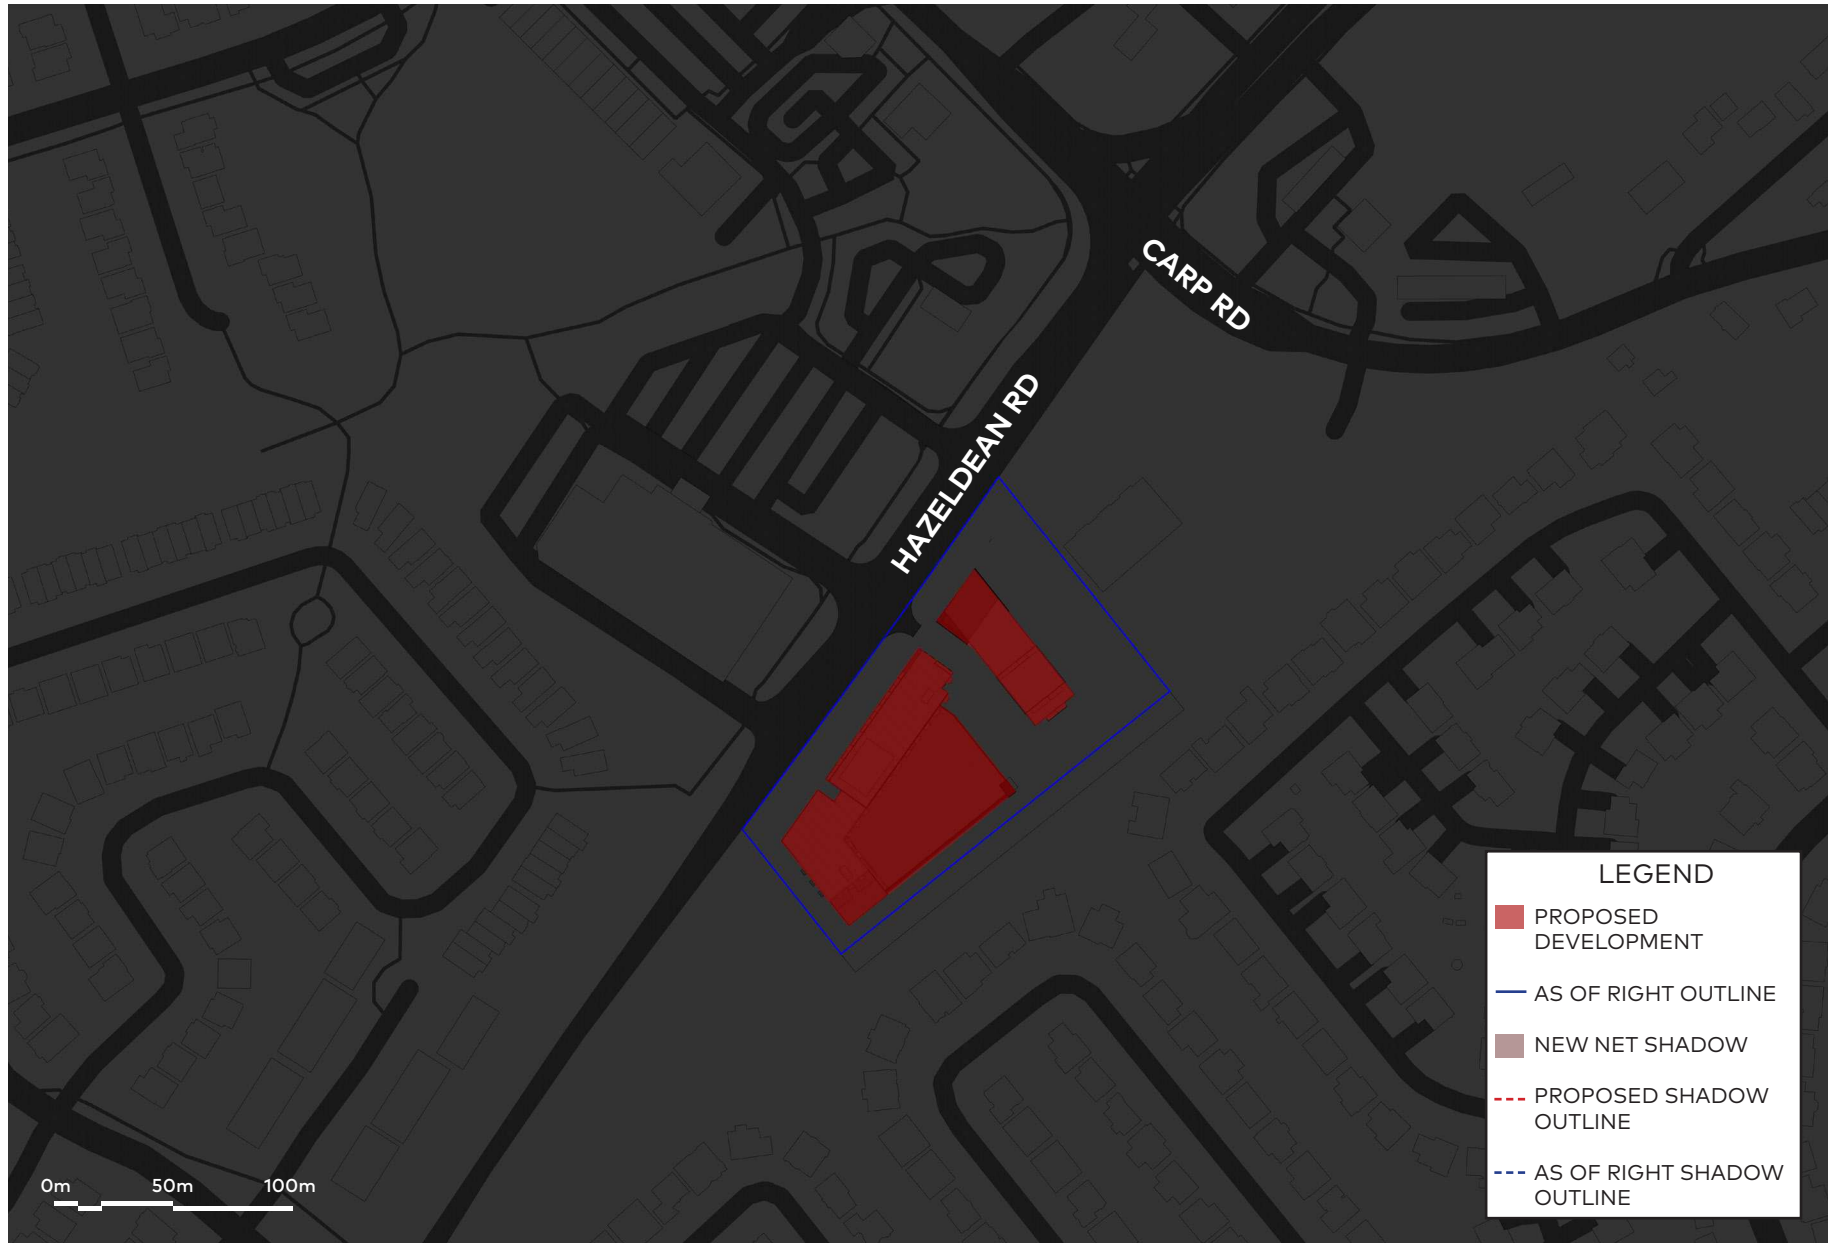 CARP RD
HAZELDEAN RD
LEGEND
PROPOSED
DEVELOPMENT
AS OF RIGHT OUTLINE
NEW NET SHADOW
PROPOSED SHADOW
OUTLINE
AS OF RIGHT SHADOW
OUTLINE
0m 50m 100m